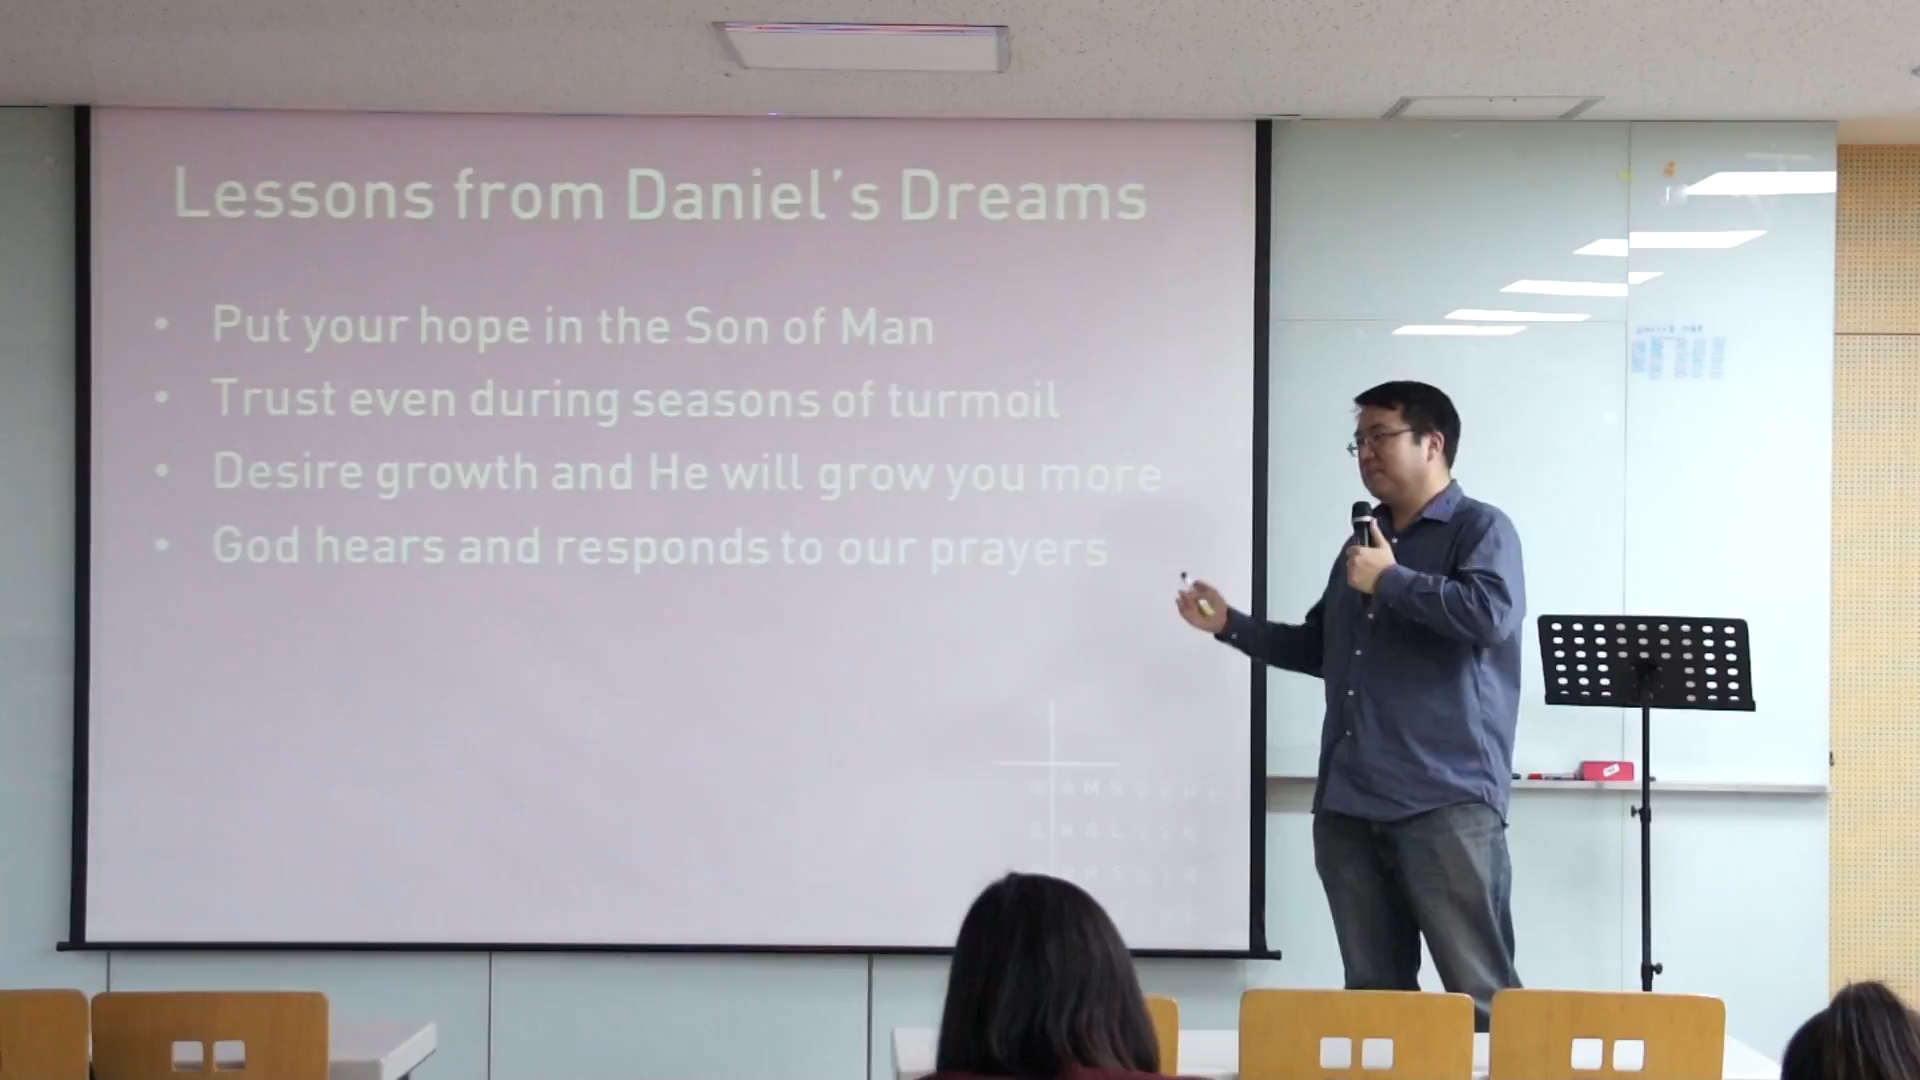 Lessons from Daniel's Dreams
• Put your hope in the Son of Man
• Trust even during seasons of turmoil
• Desire growth and He will grow you more
• God hears and responds to our prayers